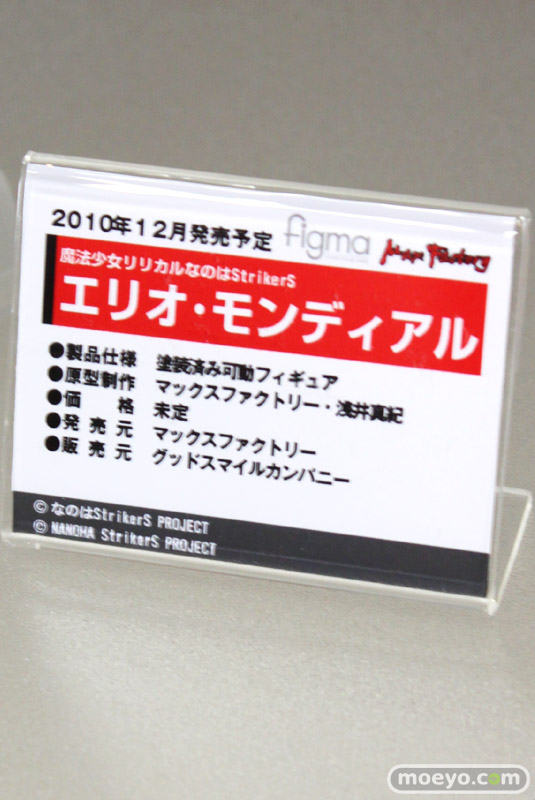 2010年12月発売予定 figma Max Factory
魔法少女リリカルなのはStrikerS
エリオ・モンディアル
●製品仕様 塗装済み可動フィギュア
●原型制作 マックスファクトリー・浅井真紀
●価格 未定
●発売元 マックスファクトリー
●販売元 グッドスマイルカンパニー
© なのはStrikerS PROJECT
© NANOHA StrikerS PROJECT
moeyo.com